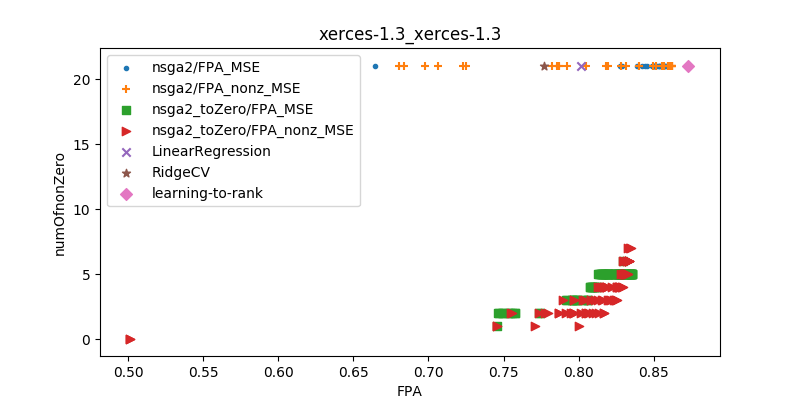 xerces-1.3_xerces-1.3
nsga2/FPA_MSE
nsga2/FPA_nonz_MSE
nsga2_toZero/FPA_MSE
nsga2_toZero/FPA_nonz_MSE
LinearRegression
RidgeCV
learning-to-rank
numOfnonZero
20
15
10
5
0
0.50 0.55 0.60 0.65 0.70 0.75 0.80 0.85
FPA